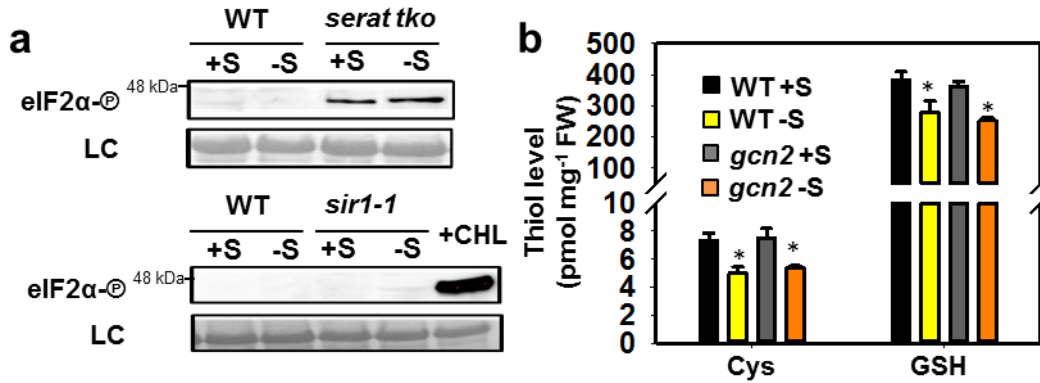 a
WT serat tko
+S -S +S -S
48 kDa
eIF2α-Ⓟ
LC
WT sir1-1
+S -S +S -S +CHL
48 kDa
eIF2α-Ⓟ
LC
b
Thiol level
(pmol mg⁻¹ FW)
500
400
300
200
100
10
8
6
4
2
0
WT +S
WT -S
gcn2 +S
gcn2 -S
* * * *
Cys GSH